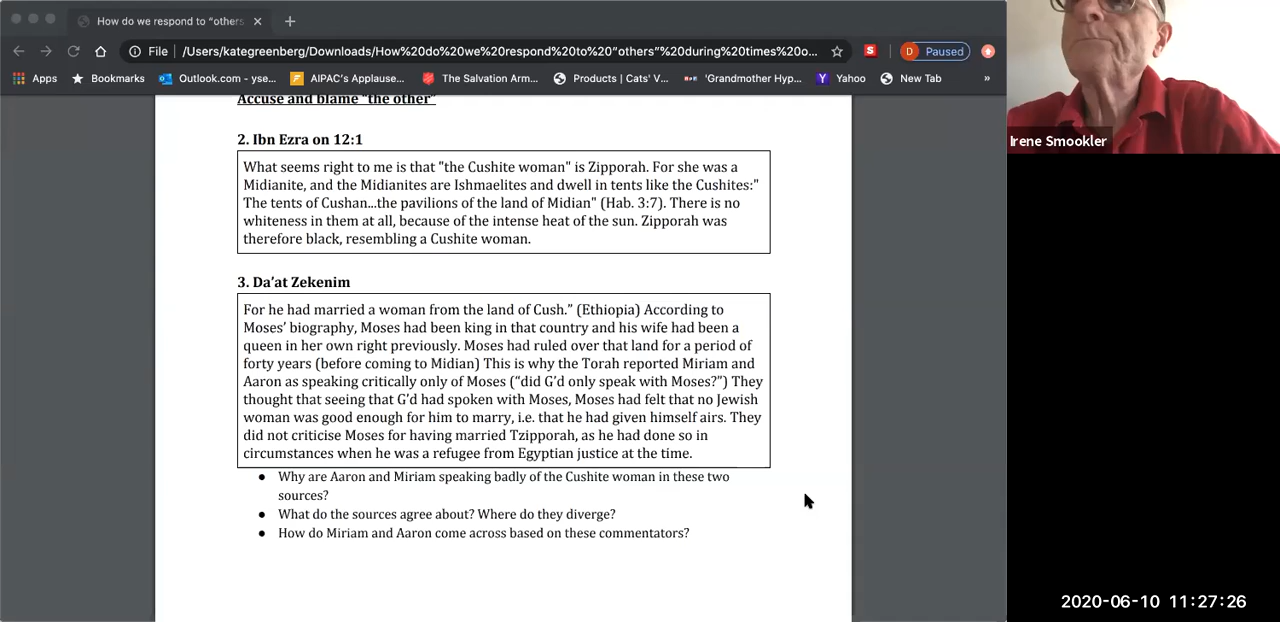 How do we respond to "others
File
/Users/kategreenberg/Downloads/How%20do%20we%20respond%20to%20"others"%20during%20times%20o...
S
D
Paused
Apps
Bookmarks
Outlook.com - yse...
AIPAC's Applause...
The Salvation Arm...
Products | Cats' V...
'Grandmother Hyp...
Yahoo
New Tab
»
Accuse and blame "the other"
2. Ibn Ezra on 12:1
What seems right to me is that "the Cushite woman" is Zipporah. For she was a
Midianite, and the Midianites are Ishmaelites and dwell in tents like the Cushites:"
The tents of Cushan...the pavilions of the land of Midian" (Hab. 3:7). There is no
whiteness in them at all, because of the intense heat of the sun. Zipporah was
therefore black, resembling a Cushite woman.
3. Da'at Zekenim
For he had married a woman from the land of Cush." (Ethiopia) According to
Moses' biography, Moses had been king in that country and his wife had been a
queen in her own right previously. Moses had ruled over that land for a period of
forty years (before coming to Midian) This is why the Torah reported Miriam and
Aaron as speaking critically only of Moses ("did G'd only speak with Moses?") They
thought that seeing that G'd had spoken with Moses, Moses had felt that no Jewish
woman was good enough for him to marry, i.e. that he had given himself airs. They
did not criticise Moses for having married Tzipporah, as he had done so in
circumstances when he was a refugee from Egyptian justice at the time.
● Why are Aaron and Miriam speaking badly of the Cushite woman in these two
sources?
● What do the sources agree about? Where do they diverge?
● How do Miriam and Aaron come across based on these commentators?
Irene Smookler
2020-06-10 11:27:26